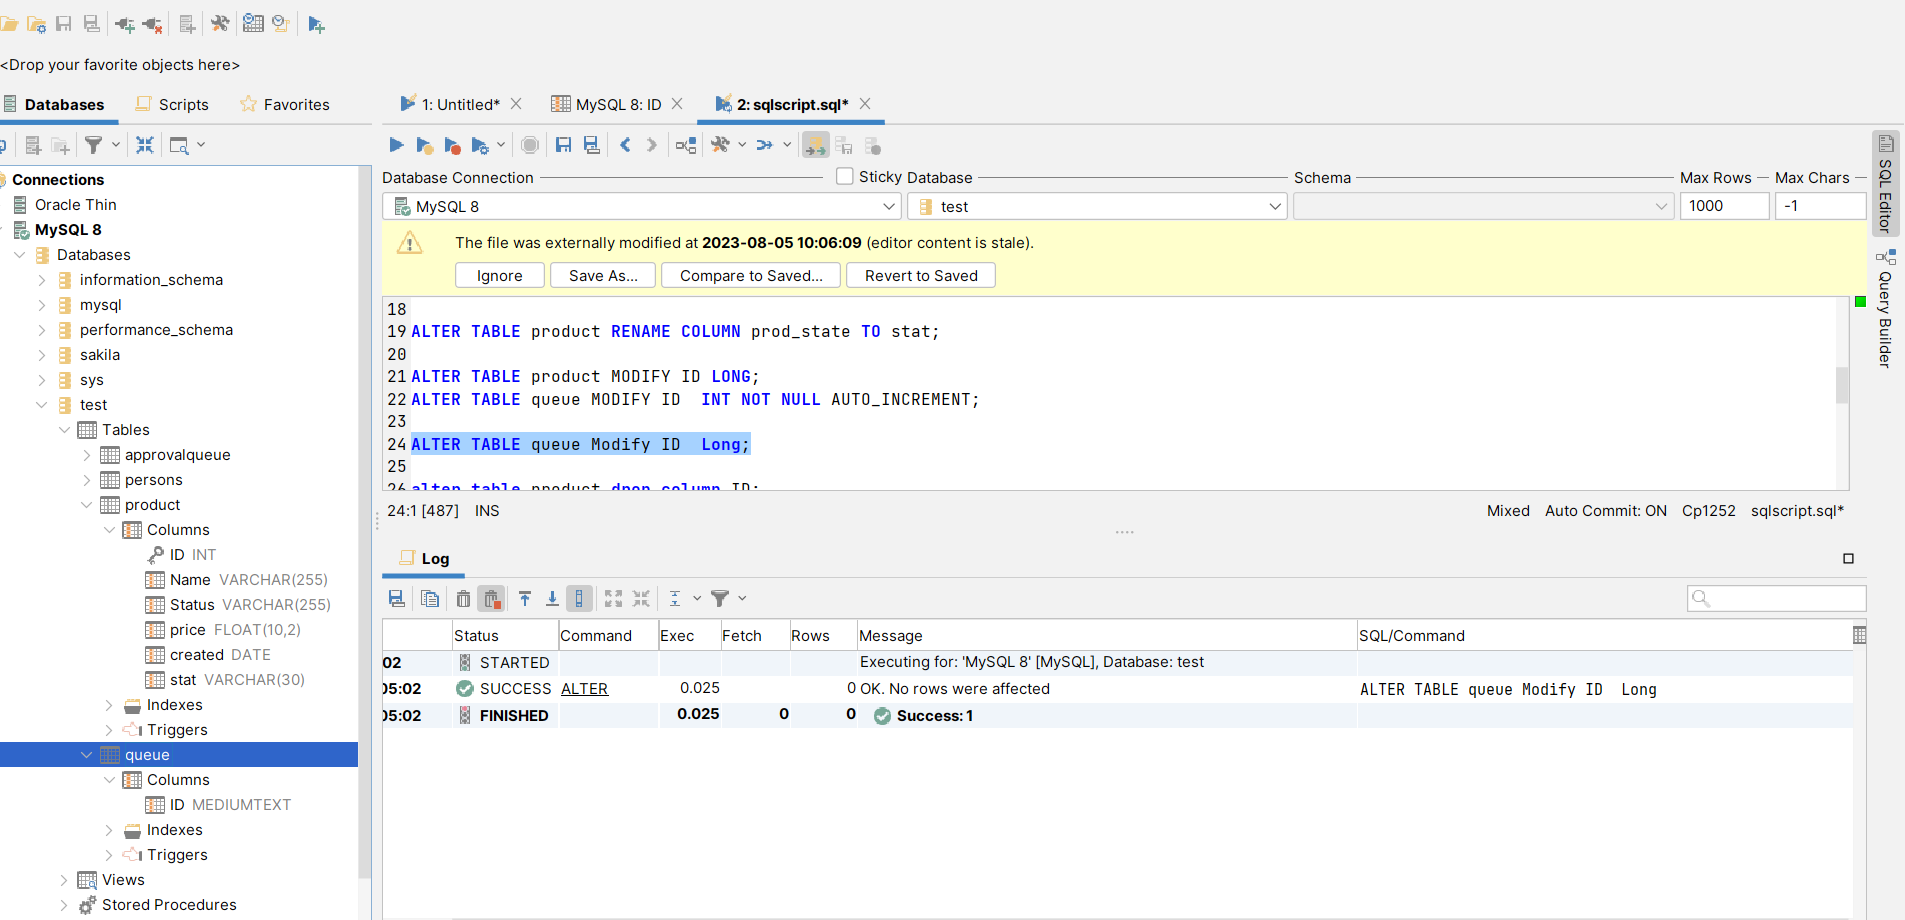 <Drop your favorite objects here>
Databases
Scripts
Favorites
1: Untitled*
MySQL 8: ID
2: sqlscript.sql*
Connections
Oracle Thin
MySQL 8
Databases
information_schema
mysql
performance_schema
sakila
sys
test
Tables
approvalqueue
persons
product
Columns
ID INT
Name VARCHAR(255)
Status VARCHAR(255)
price FLOAT(10,2)
created DATE
stat VARCHAR(30)
Indexes
Triggers
queue
Columns
ID MEDIUMTEXT
Indexes
Triggers
Views
Stored Procedures
Database Connection
Sticky
Database
Schema
Max Rows
Max Chars
MySQL 8
test
1000
-1
The file was externally modified at 2023-08-05 10:06:09 (editor content is stale).
Ignore
Save As...
Compare to Saved...
Revert to Saved
18
19 ALTER TABLE product RENAME COLUMN prod_state TO stat;
20
21 ALTER TABLE product MODIFY ID LONG;
22 ALTER TABLE queue MODIFY ID  INT NOT NULL AUTO_INCREMENT;
23
24 ALTER TABLE queue Modify ID  Long;
25
26 alter table product drop column ID;
24:1 [487] INS
Mixed
Auto Commit: ON
Cp1252
sqlscript.sql*
SQL Editor
Query Builder
Log
Status Command Exec Fetch Rows Message SQL/Command
02 STARTED Executing for: 'MySQL 8' [MySQL], Database: test
05:02 SUCCESS ALTER 0.025 0 OK. No rows were affected ALTER TABLE queue Modify ID  Long
05:02 FINISHED 0.025 0 0 Success: 1